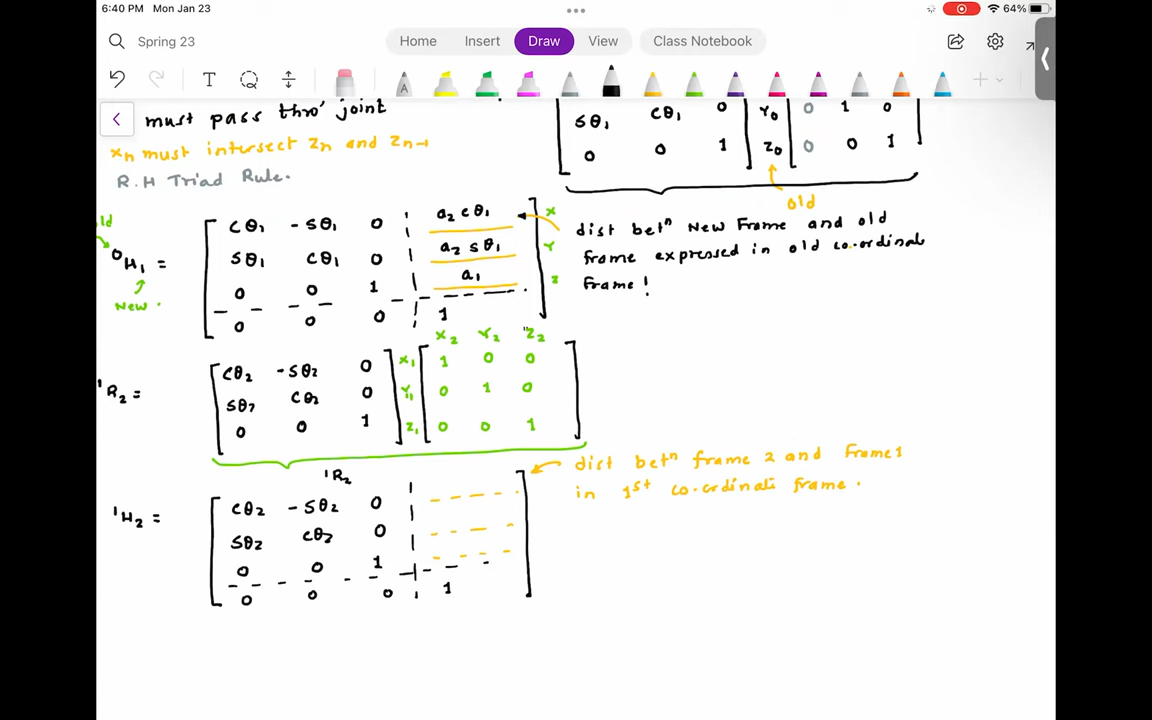 6:40 PM Mon Jan 23
64%
Spring 23
Home Insert Draw View Class Notebook
must pass thro' joint
xn must intersect Zn and Zn-1
R.H Triad Rule.
Sθ1 Cθ1 0 Y0 0 1 0
0 0 1 Z0 0 0 1
old
0H1 =
New
Cθ1 -Sθ1 0 a2 cθ1 X
Sθ1 Cθ1 0 a2 sθ1 Y
0 0 1 a1 Z
0 0 0 1
dist betn New Frame and old
frame expressed in old co-ordinate
frame!
X2 Y2 Z2
1R2 =
Cθ2 -Sθ2 0 X1 1 0 0
Sθ2 Cθ2 0 Y1 0 1 0
0 0 1 Z1 0 0 1
1R2
dist betn frame 2 and Frame 1
in 1st co-ordinate frame.
1H2 =
Cθ2 -Sθ2 0
Sθ2 Cθ2 0
0 0 1
0 0 0 1